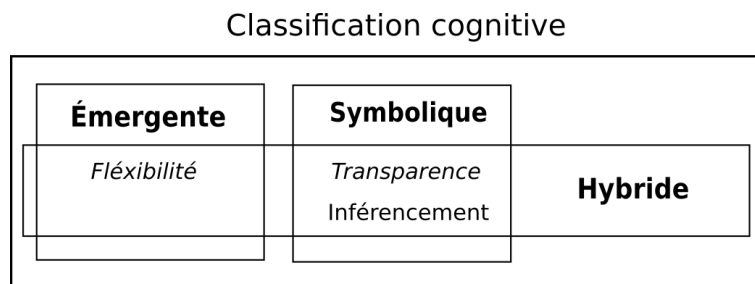 Classification cognitive
Émergente
Symbolique
Fléxibilité
Transparence
Inférencement
Hybride